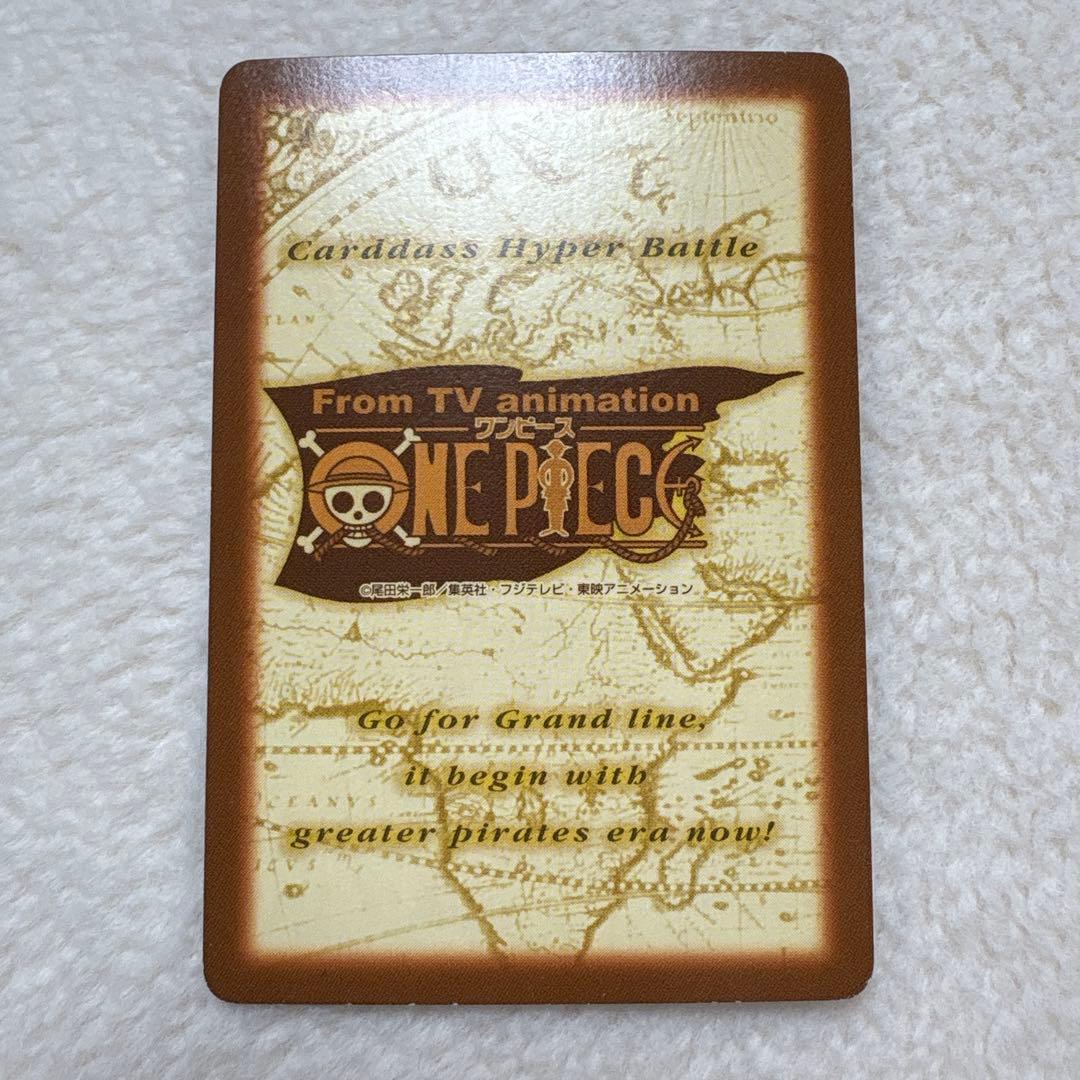 Septentrio
Carddass Hyper Battle
From TV animation
ワンピース
ONE PIECE
©尾田栄一郎/集英社・フジテレビ・東映アニメーション
Go for Grand line,
it begin with
CEANVS
greater pirates era now!